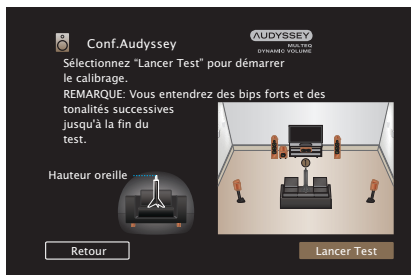 Conf.Audyssey
AUDYSSEY
MULTEQ
DYNAMIC VOLUME
Sélectionnez “Lancer Test” pour démarrer
le calibrage.
REMARQUE: Vous entendrez des bips forts et des
tonalités successives
jusqu'à la fin du
test.
Hauteur oreille
Retour
Lancer Test